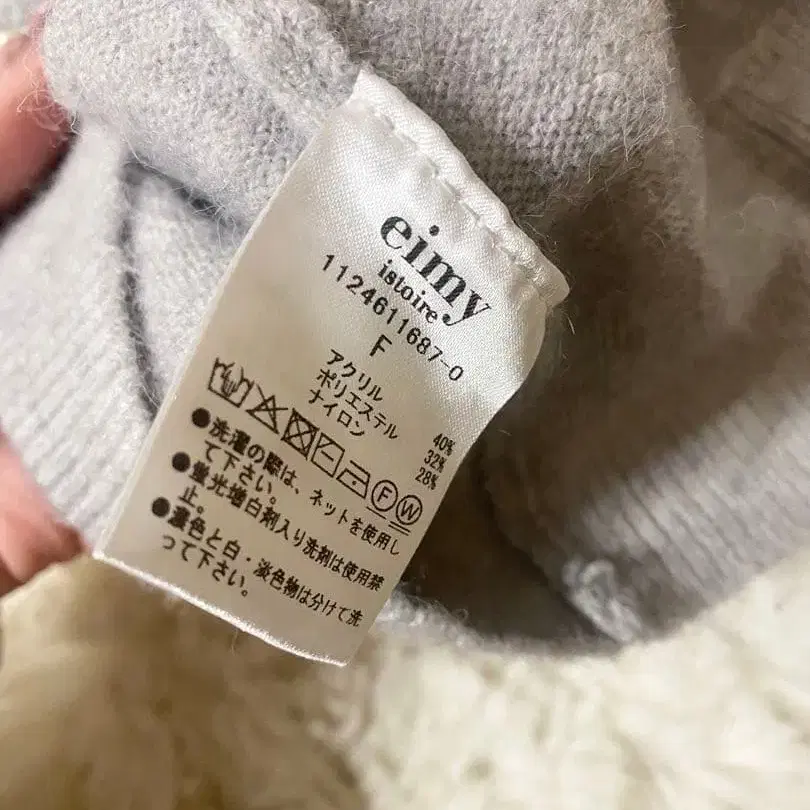 eimy
istoire
1124611687-0
F
アクリル 40%
ポリエステル 32%
ナイロン 28%
F W
●洗濯の際は、ネットを使用し
て下さい。
●蛍光増白剤入り洗剤は使用禁
止。
●濃色と白・淡色物は分けて洗
って下さい。